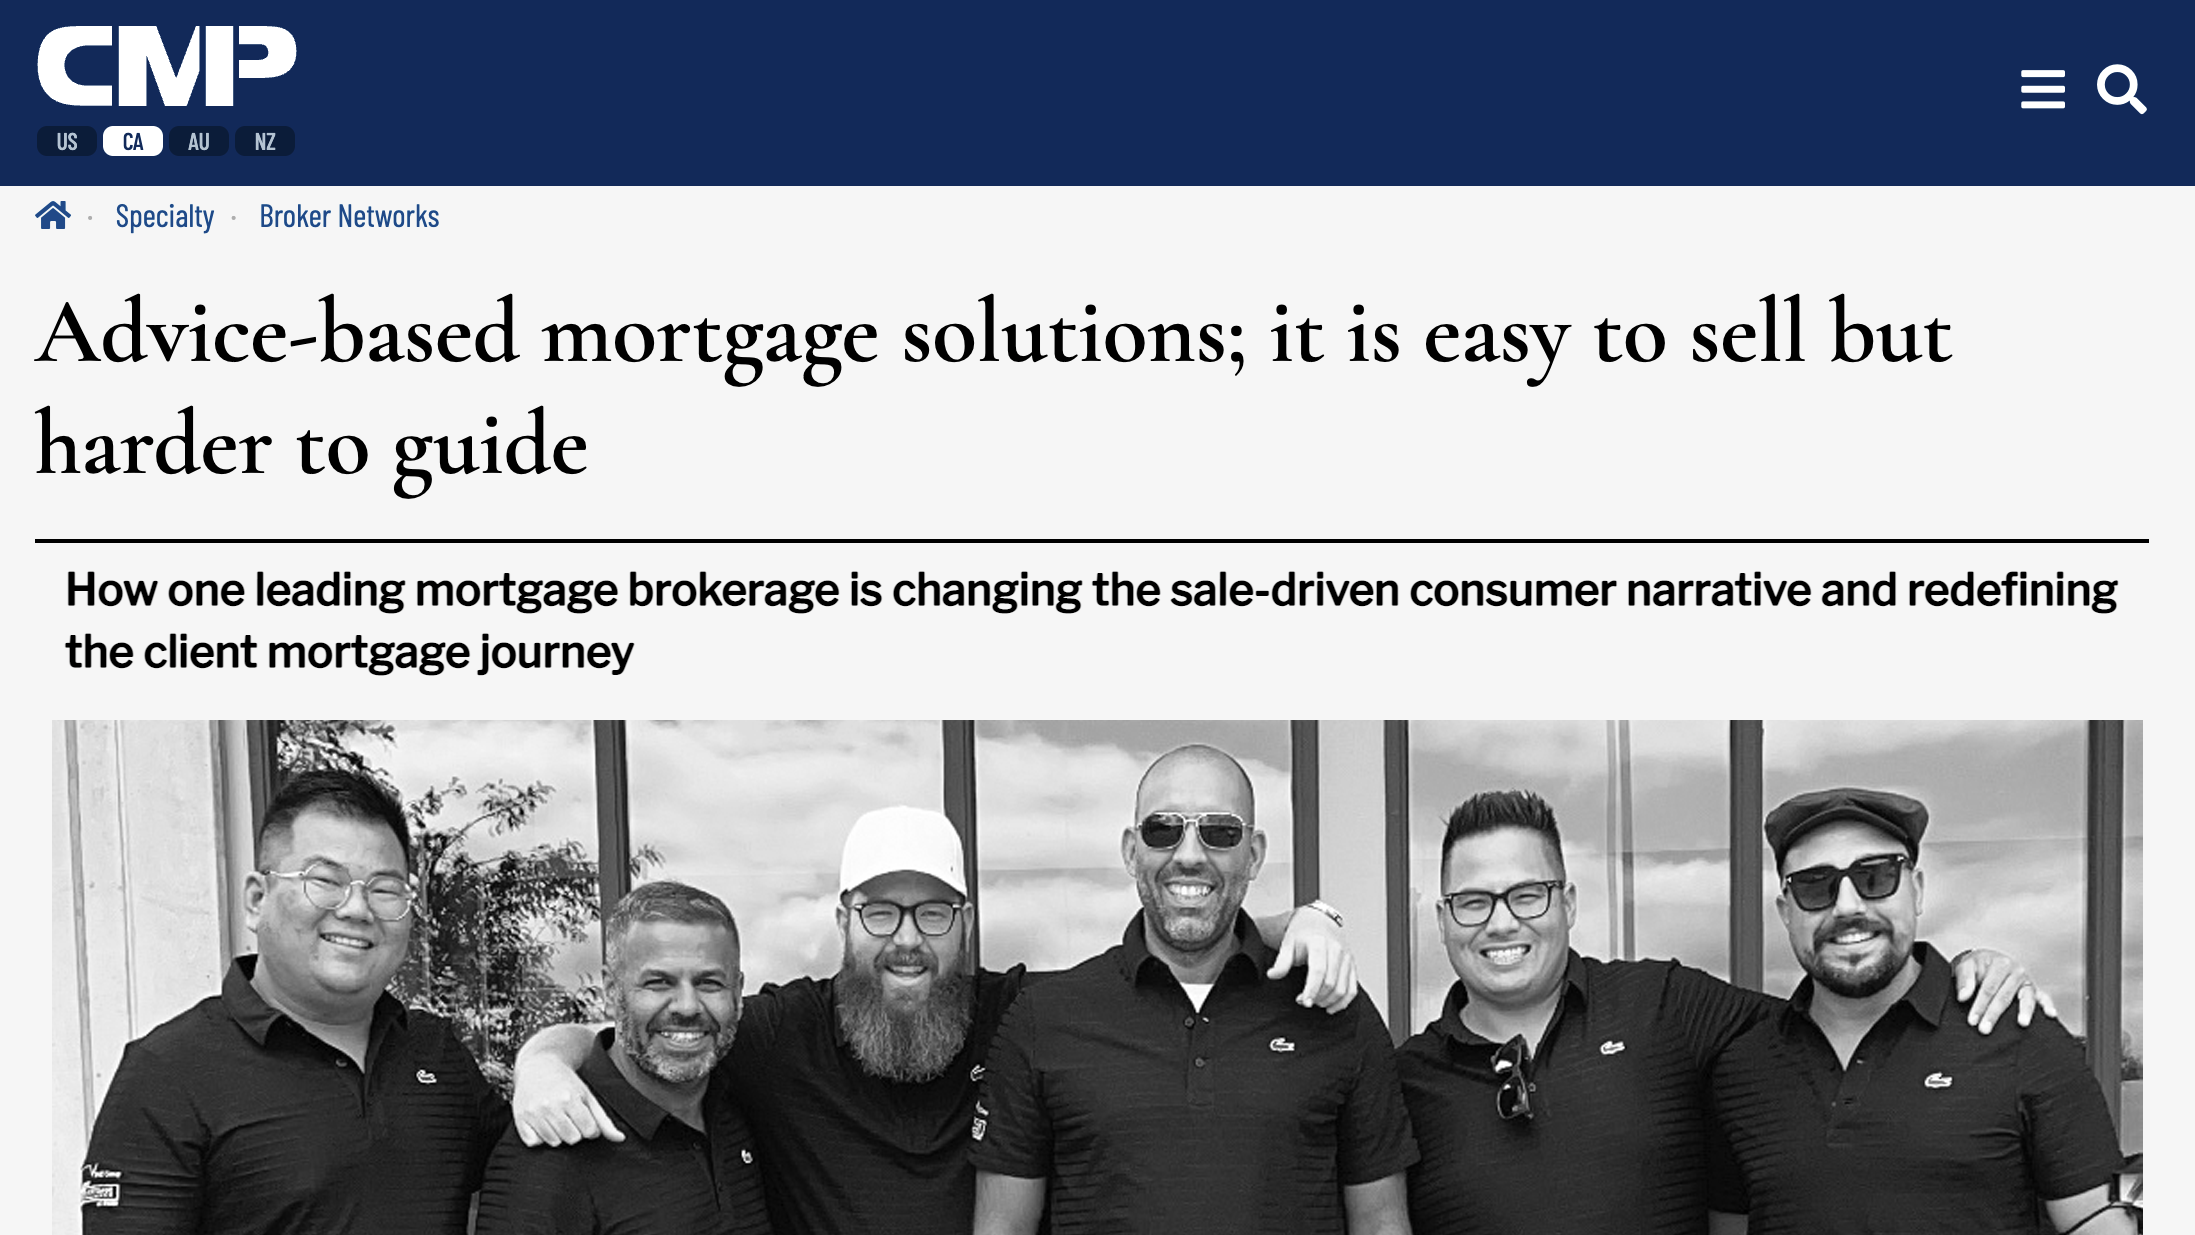 CMP
US CA AU NZ
Specialty · Broker Networks
Advice-based mortgage solutions; it is easy to sell but
harder to guide
How one leading mortgage brokerage is changing the sale-driven consumer narrative and redefining
the client mortgage journey